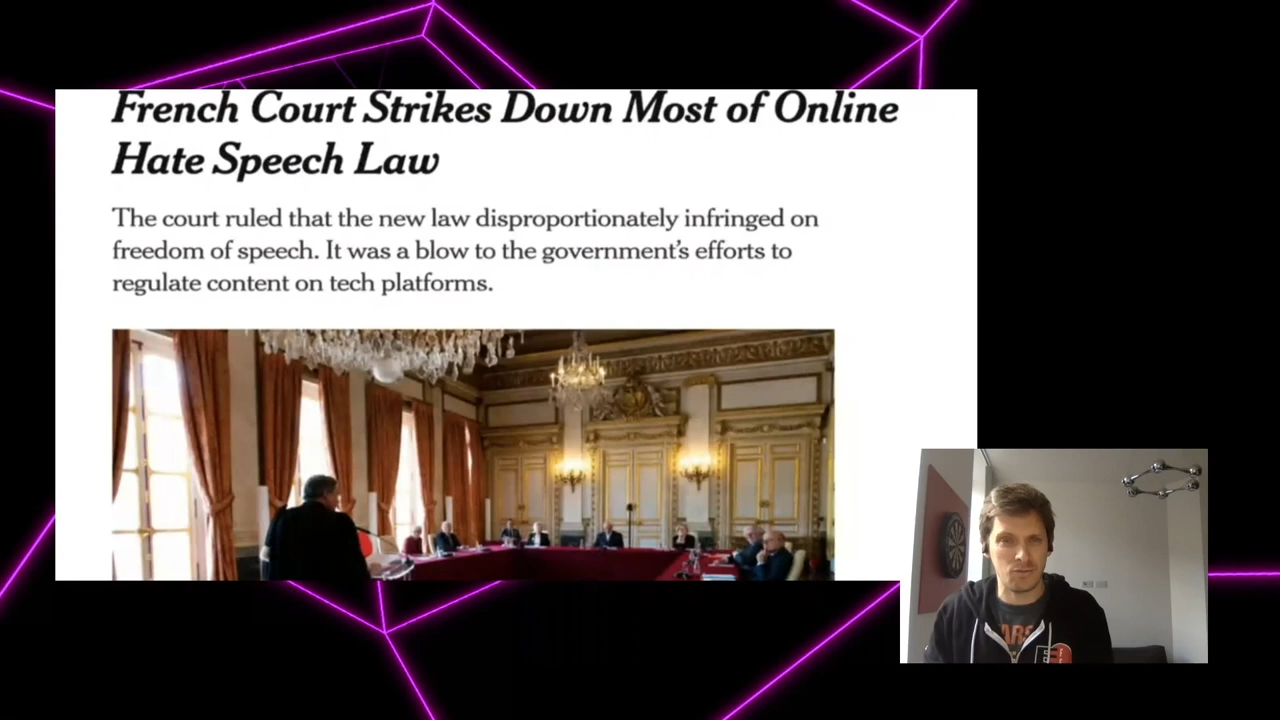 French Court Strikes Down Most of Online
Hate Speech Law
The court ruled that the new law disproportionately infringed on
freedom of speech. It was a blow to the government's efforts to
regulate content on tech platforms.